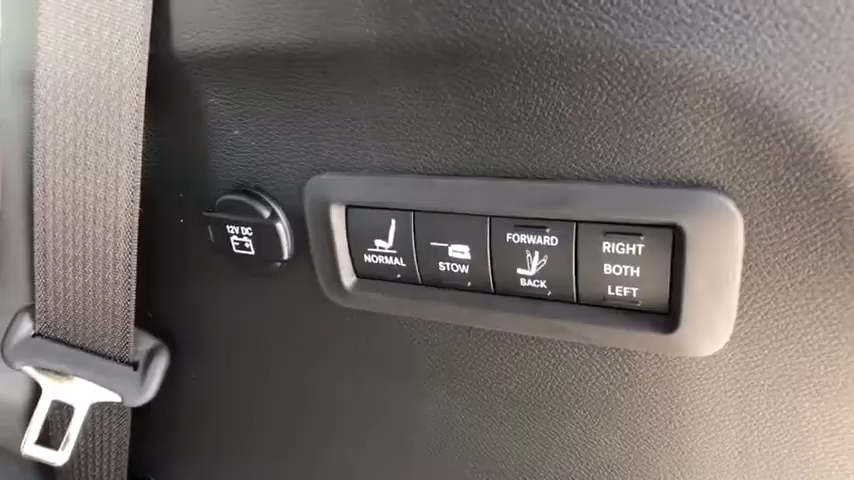 12V DC
NORMAL
STOW
FORWARD
BACK
RIGHT
BOTH
LEFT